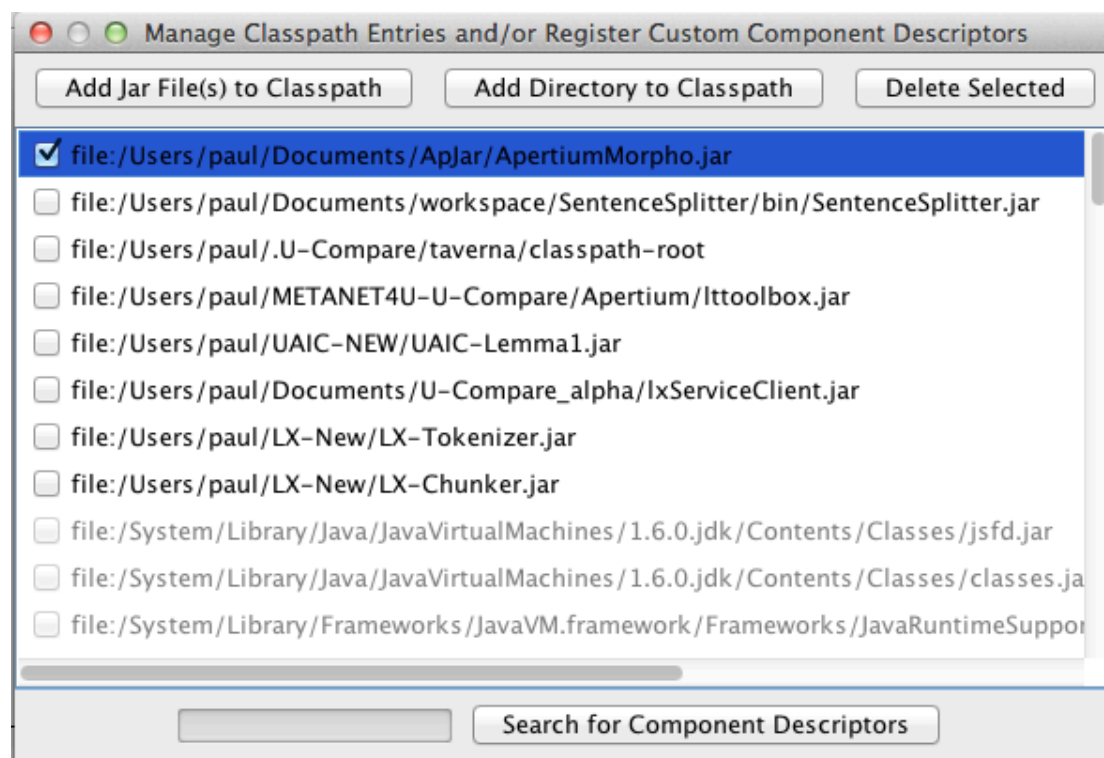 Manage Classpath Entries and/or Register Custom Component Descriptors
Add Jar File(s) to Classpath Add Directory to Classpath Delete Selected
file:/Users/paul/Documents/ApJar/ApertiumMorpho.jar
file:/Users/paul/Documents/workspace/SentenceSplitter/bin/SentenceSplitter.jar
file:/Users/paul/.U-Compare/taverna/classpath-root
file:/Users/paul/METANET4U-U-Compare/Apertium/lttoolbox.jar
file:/Users/paul/UAIC-NEW/UAIC-Lemma1.jar
file:/Users/paul/Documents/U-Compare_alpha/lxServiceClient.jar
file:/Users/paul/LX-New/LX-Tokenizer.jar
file:/Users/paul/LX-New/LX-Chunker.jar
file:/System/Library/Java/JavaVirtualMachines/1.6.0.jdk/Contents/Classes/jsfd.jar
file:/System/Library/Java/JavaVirtualMachines/1.6.0.jdk/Contents/Classes/classes.ja
file:/System/Library/Frameworks/JavaVM.framework/Frameworks/JavaRuntimeSuppor
Search for Component Descriptors